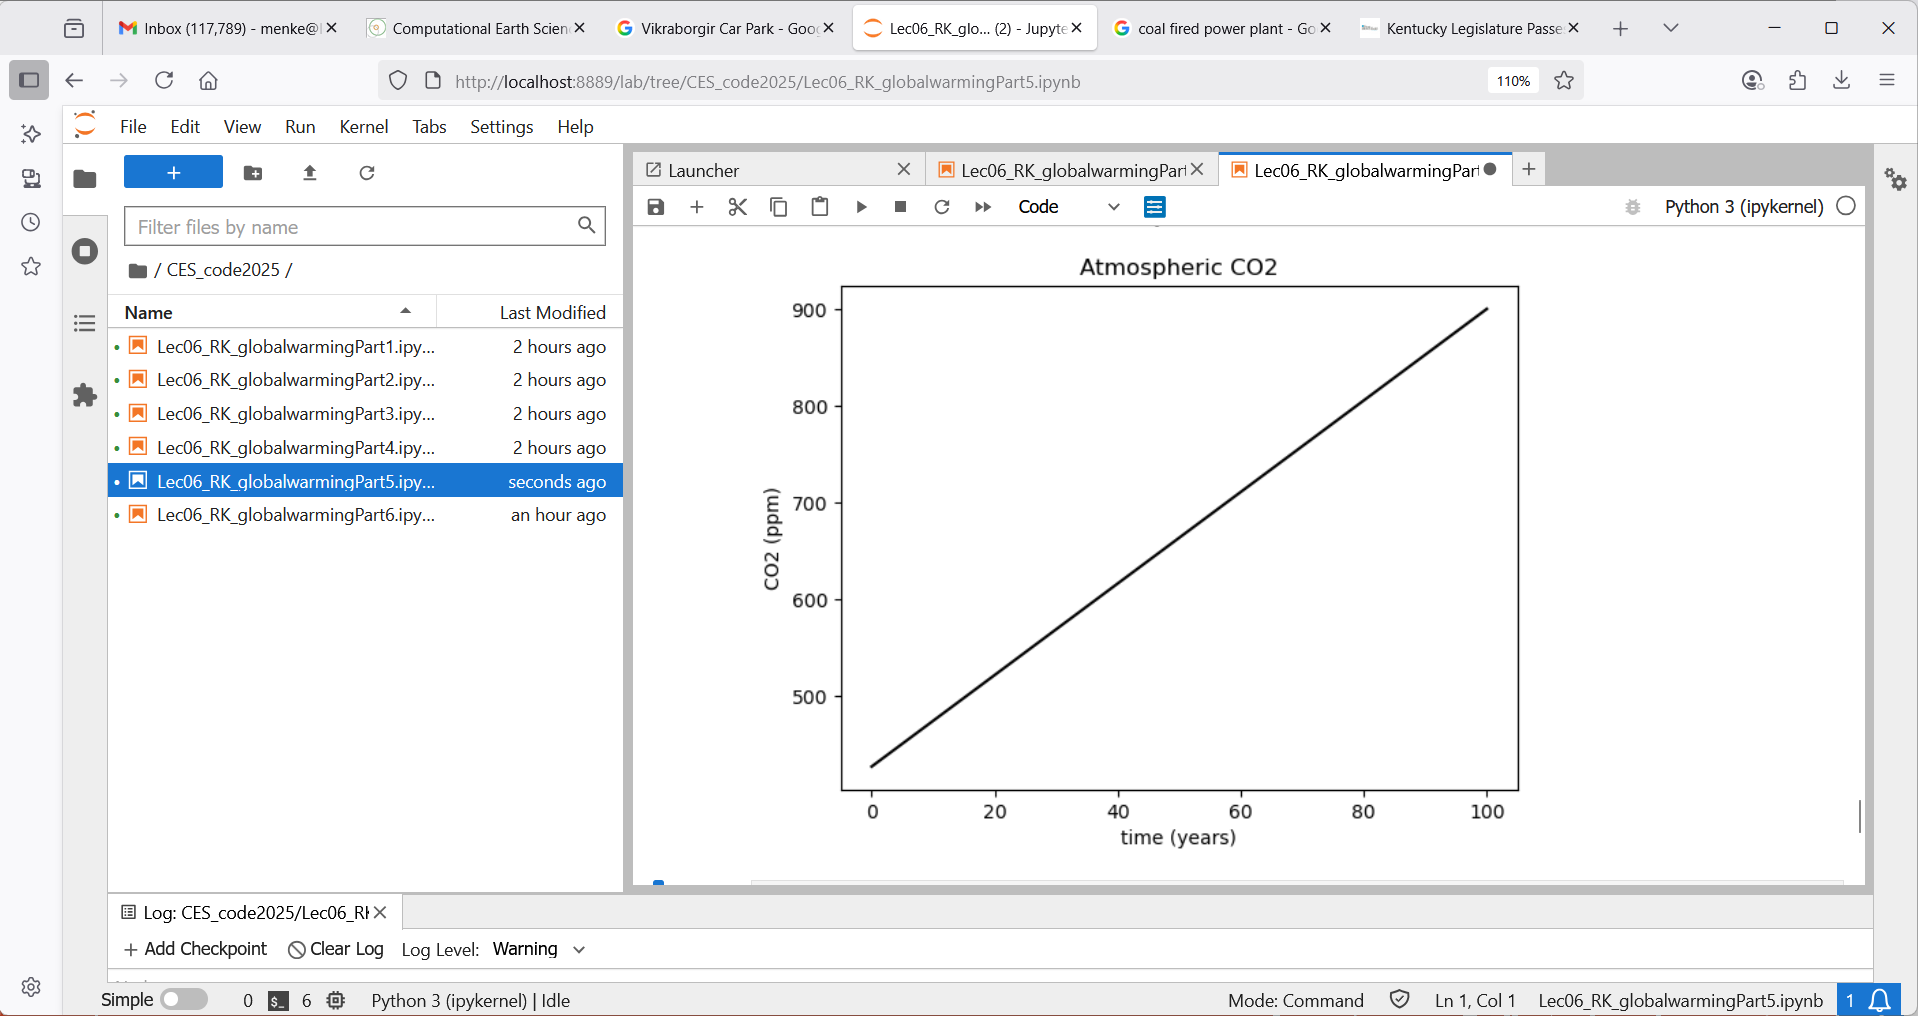 Inbox (117,789) - menke@
Computational Earth Scien
Vikraborgir Car Park - Goo
Lec06_RK_glo... (2) - Jupyte
coal fired power plant - Go
Kentucky Legislature Passe
http://localhost:8889/lab/tree/CES_code2025/Lec06_RK_globalwarmingPart5.ipynb
110%
File Edit View Run Kernel Tabs Settings Help
Filter files by name
/ CES_code2025 /
Name Last Modified
Lec06_RK_globalwarmingPart1.ipy... 2 hours ago
Lec06_RK_globalwarmingPart2.ipy... 2 hours ago
Lec06_RK_globalwarmingPart3.ipy... 2 hours ago
Lec06_RK_globalwarmingPart4.ipy... 2 hours ago
Lec06_RK_globalwarmingPart5.ipy... seconds ago
Lec06_RK_globalwarmingPart6.ipy... an hour ago
Launcher
Lec06_RK_globalwarmingPart
Lec06_RK_globalwarmingPart
Code
Python 3 (ipykernel)
Atmospheric CO2
900
800
700
600
500
CO2 (ppm)
0 20 40 60 80 100
time (years)
Log: CES_code2025/Lec06_RK
Add Checkpoint Clear Log Log Level: Warning
Simple 0 $_ 6 Python 3 (ipykernel) | Idle
Mode: Command Ln 1, Col 1 Lec06_RK_globalwarmingPart5.ipynb 1